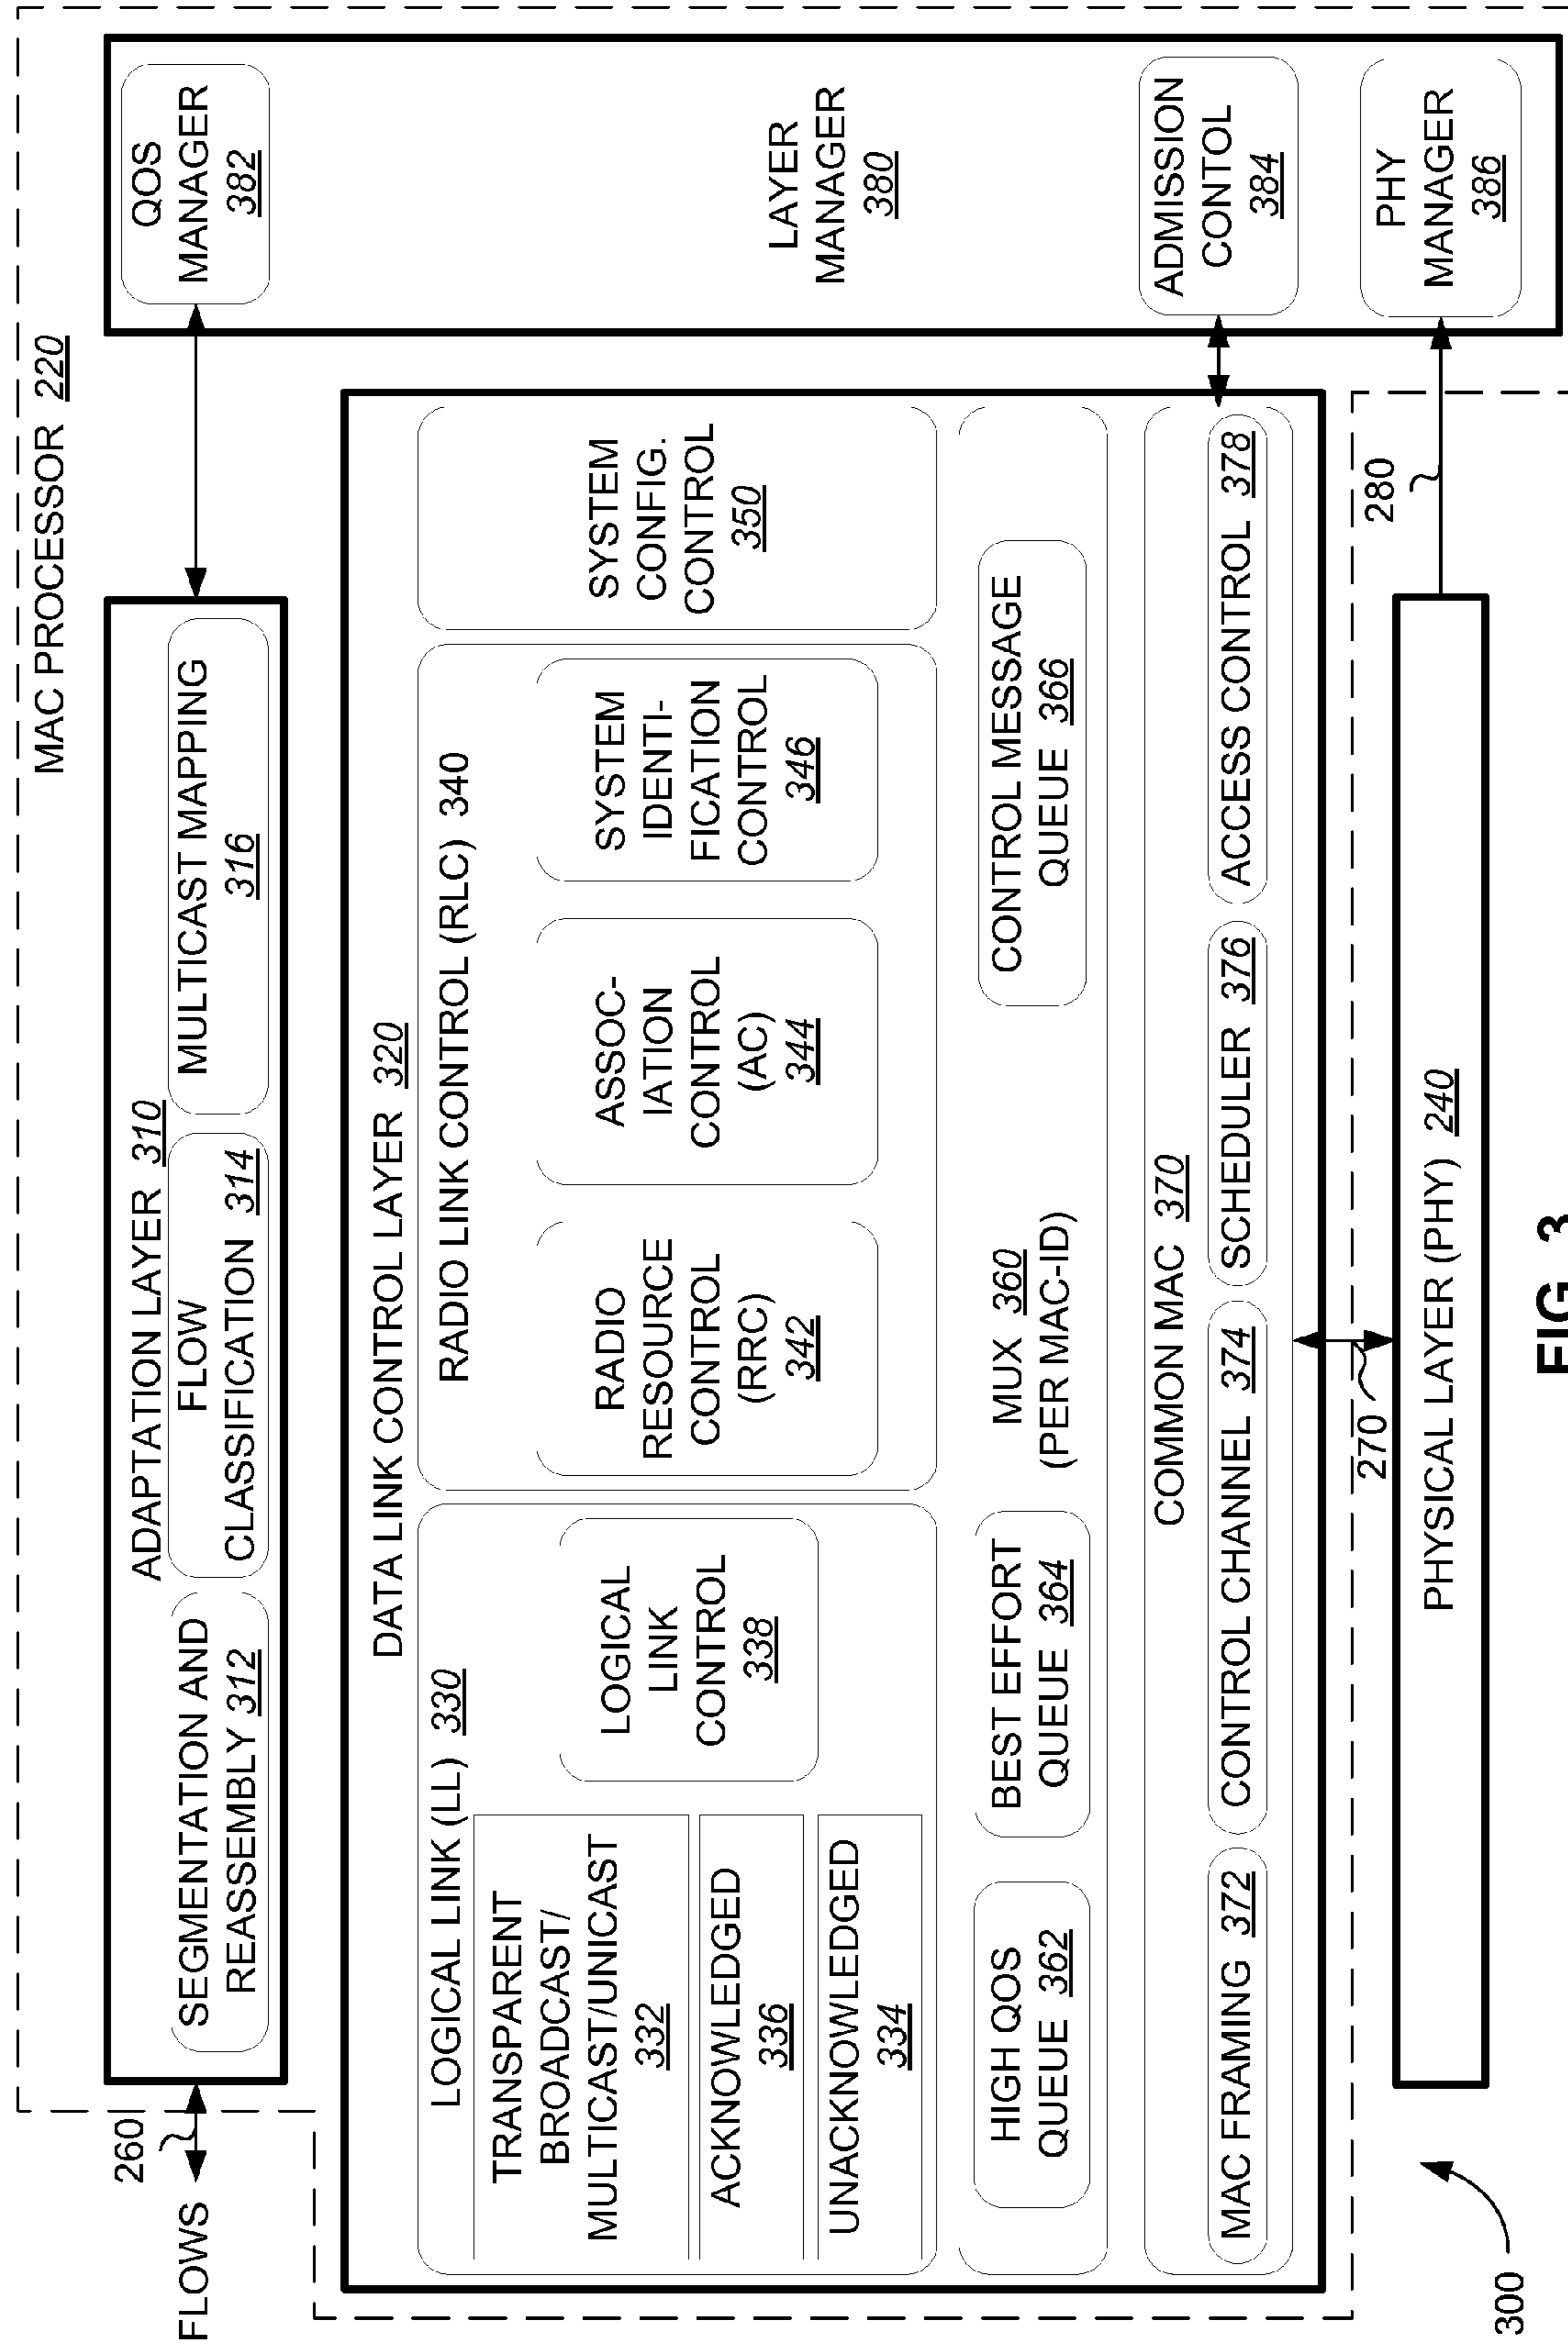 MAC PROCESSOR 220
FLOWS
260
ADAPTATION LAYER 310
SEGMENTATION AND
REASSEMBLY 312
FLOW
CLASSIFICATION 314
MULTICAST MAPPING
316
QOS
MANAGER
382
DATA LINK CONTROL LAYER 320
LOGICAL LINK (LL) 330
TRANSPARENT
BROADCAST/
MULTICAST/UNICAST
332
ACKNOWLEDGED
336
UNACKNOWLEDGED
334
LOGICAL
LINK
CONTROL
338
RADIO LINK CONTROL (RLC) 340
RADIO
RESOURCE
CONTROL
(RRC)
342
ASSOC-
IATION
CONTROL
(AC)
344
SYSTEM
IDENTI-
FICATION
CONTROL
346
SYSTEM
CONFIG.
CONTROL
350
LAYER
MANAGER
380
HIGH QOS
QUEUE 362
BEST EFFORT
QUEUE 364
MUX 360
(PER MAC-ID)
CONTROL MESSAGE
QUEUE 366
COMMON MAC 370
MAC FRAMING 372
CONTROL CHANNEL 374
SCHEDULER 376
ACCESS CONTROL 378
ADMISSION
CONTOL
384
270
280
PHYSICAL LAYER (PHY) 240
PHY
MANAGER
386
300
FIG. 3